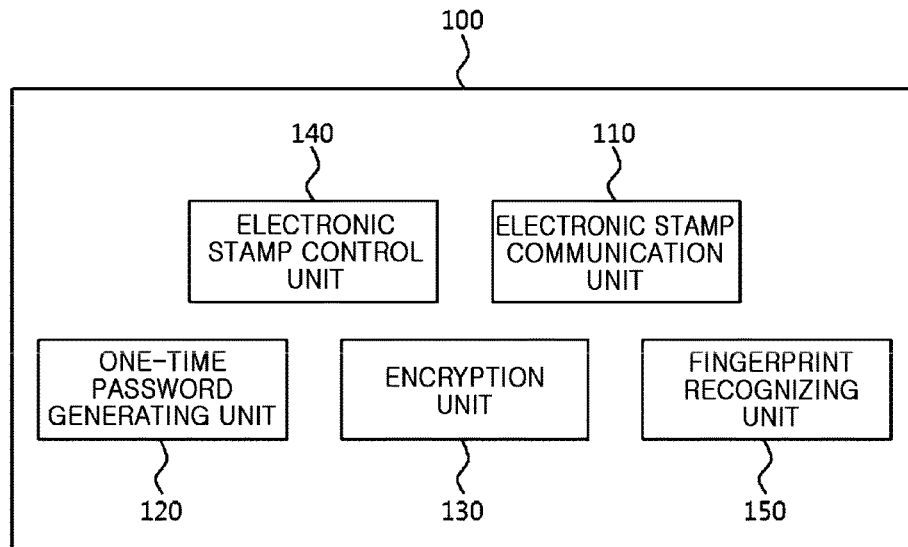 100
140
110
ELECTRONIC
STAMP CONTROL
UNIT
ELECTRONIC STAMP
COMMUNICATION
UNIT
ONE-TIME
PASSWORD
GENERATING UNIT
ENCRYPTION
UNIT
FINGERPRINT
RECOGNIZING
UNIT
120
130
150